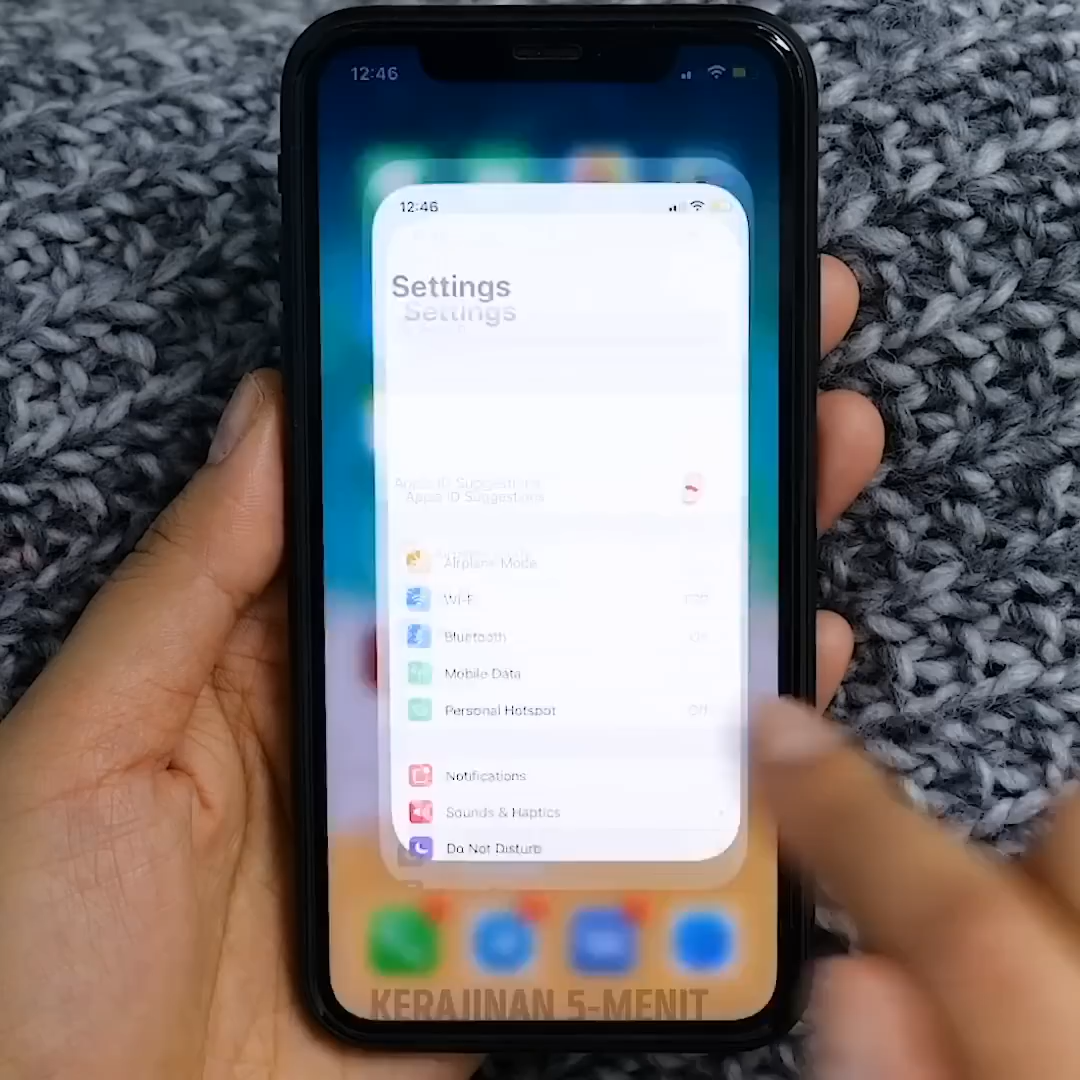 12:46
12:46
Settings
Settings
Apple ID Suggestions
Apple ID Suggestions
Airplane Mode
Wi-Fi
Bluetooth
Mobile Data
Personal Hotspot Off
Notifications
Sounds & Haptics
Do Not Disturb
KERAJINAN 5-MENIT